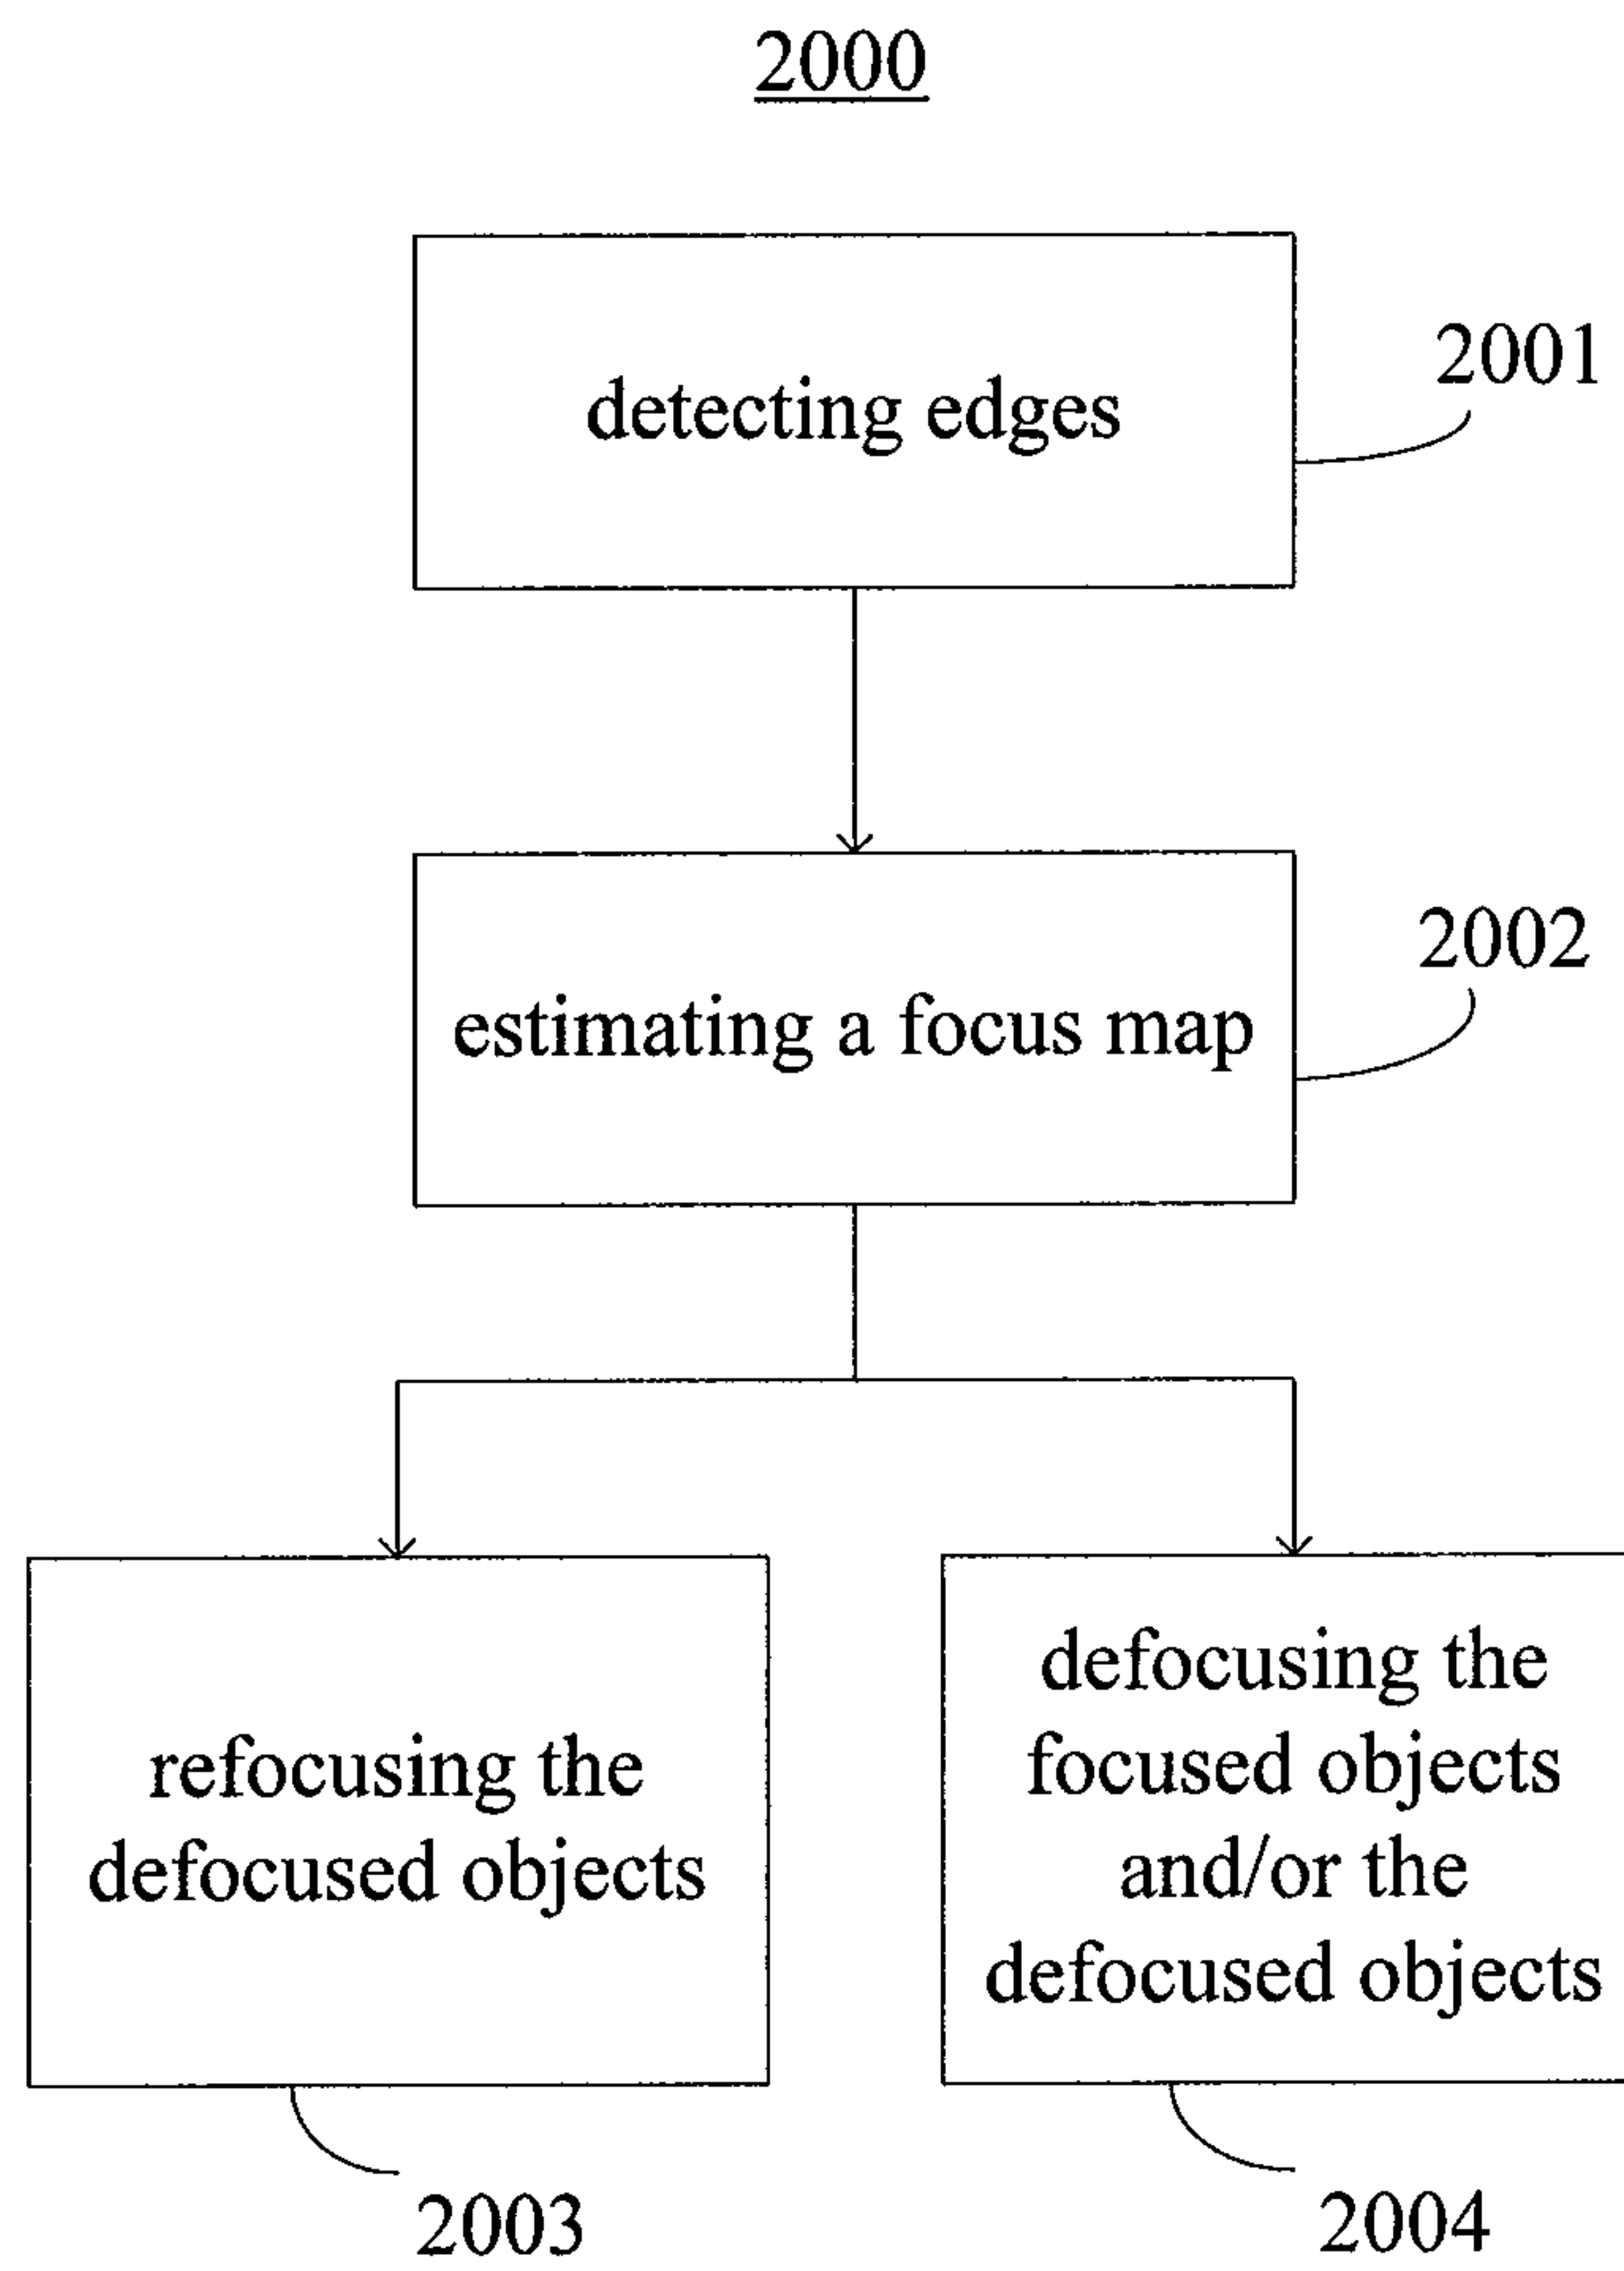 2000
detecting edges
2001
estimating a focus map
2002
refocusing the
defocused objects
2003
defocusing the
focused objects
and/or the
defocused objects
2004